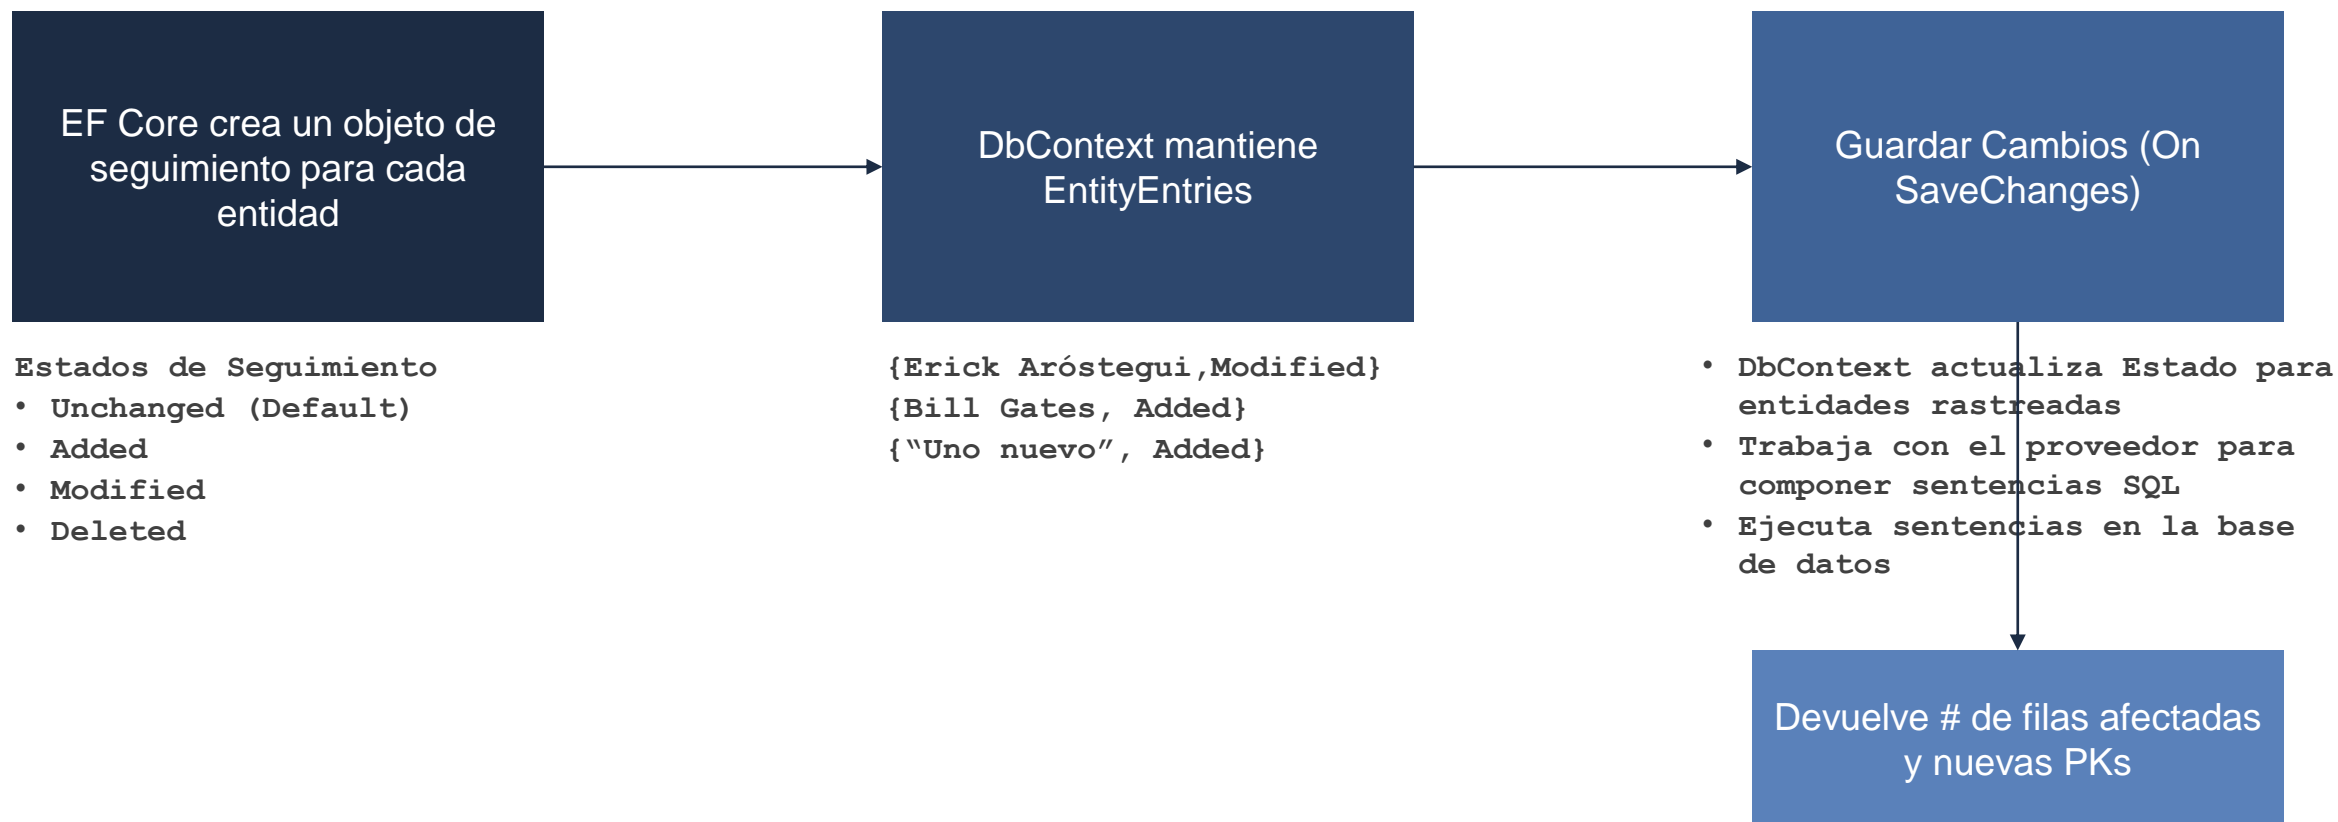 EF Core crea un objeto de
seguimiento para cada
entidad
DbContext mantiene
EntityEntries
Guardar Cambios (On
SaveChanges)
Estados de Seguimiento
• Unchanged (Default)
• Added
• Modified
• Deleted
{Erick Aróstegui,Modified}
{Bill Gates, Added}
{“Uno nuevo”, Added}
• DbContext actualiza Estado para
entidades rastreadas
• Trabaja con el proveedor para
componer sentencias SQL
• Ejecuta sentencias en la base
de datos
Devuelve # de filas afectadas
y nuevas PKs